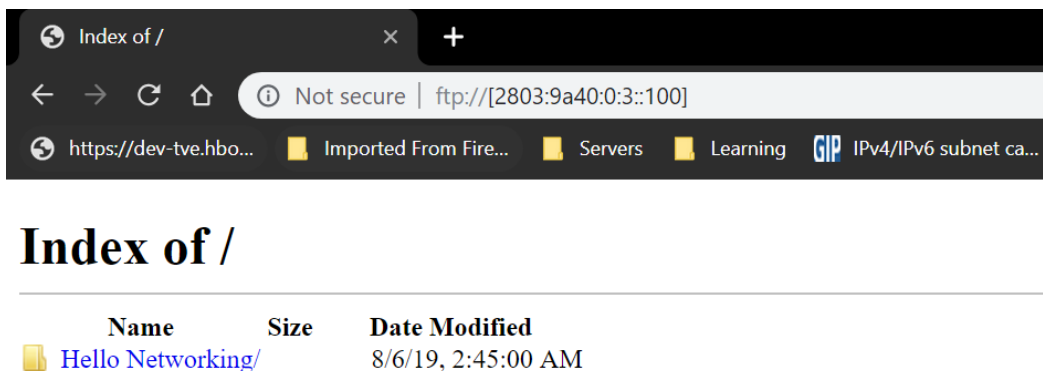 Index of /
Not secure ftp://[2803:9a40:0:3::100]
https://dev-tve.hbo... Imported From Fire... Servers Learning GIP IPv4/IPv6 subnet ca...
Index of /
Name Size Date Modified
Hello Networking/ 8/6/19, 2:45:00 AM